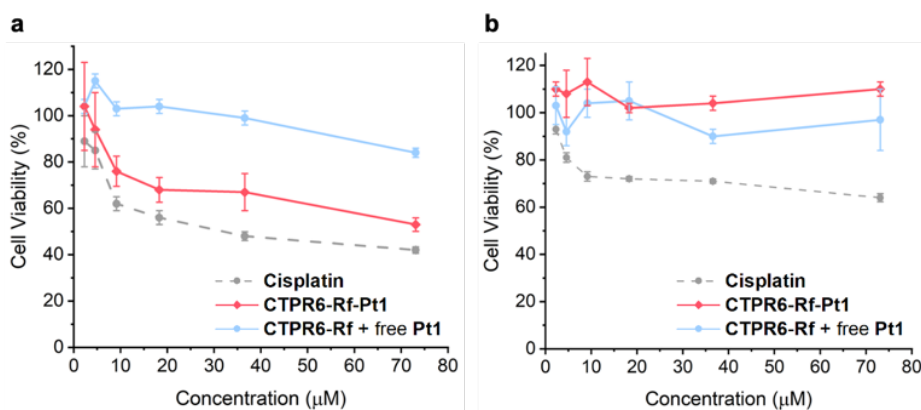 a
Cell Viability (%)
120
100
80
60
40
20
0
0 10 20 30 40 50 60 70 80
Concentration (μM)
Cisplatin
CTPR6-Rf-Pt1
CTPR6-Rf + free Pt1
b
Cell Viability (%)
120
100
80
60
40
20
0
0 10 20 30 40 50 60 70 80
Concentration (μM)
Cisplatin
CTPR6-Rf-Pt1
CTPR6-Rf + free Pt1